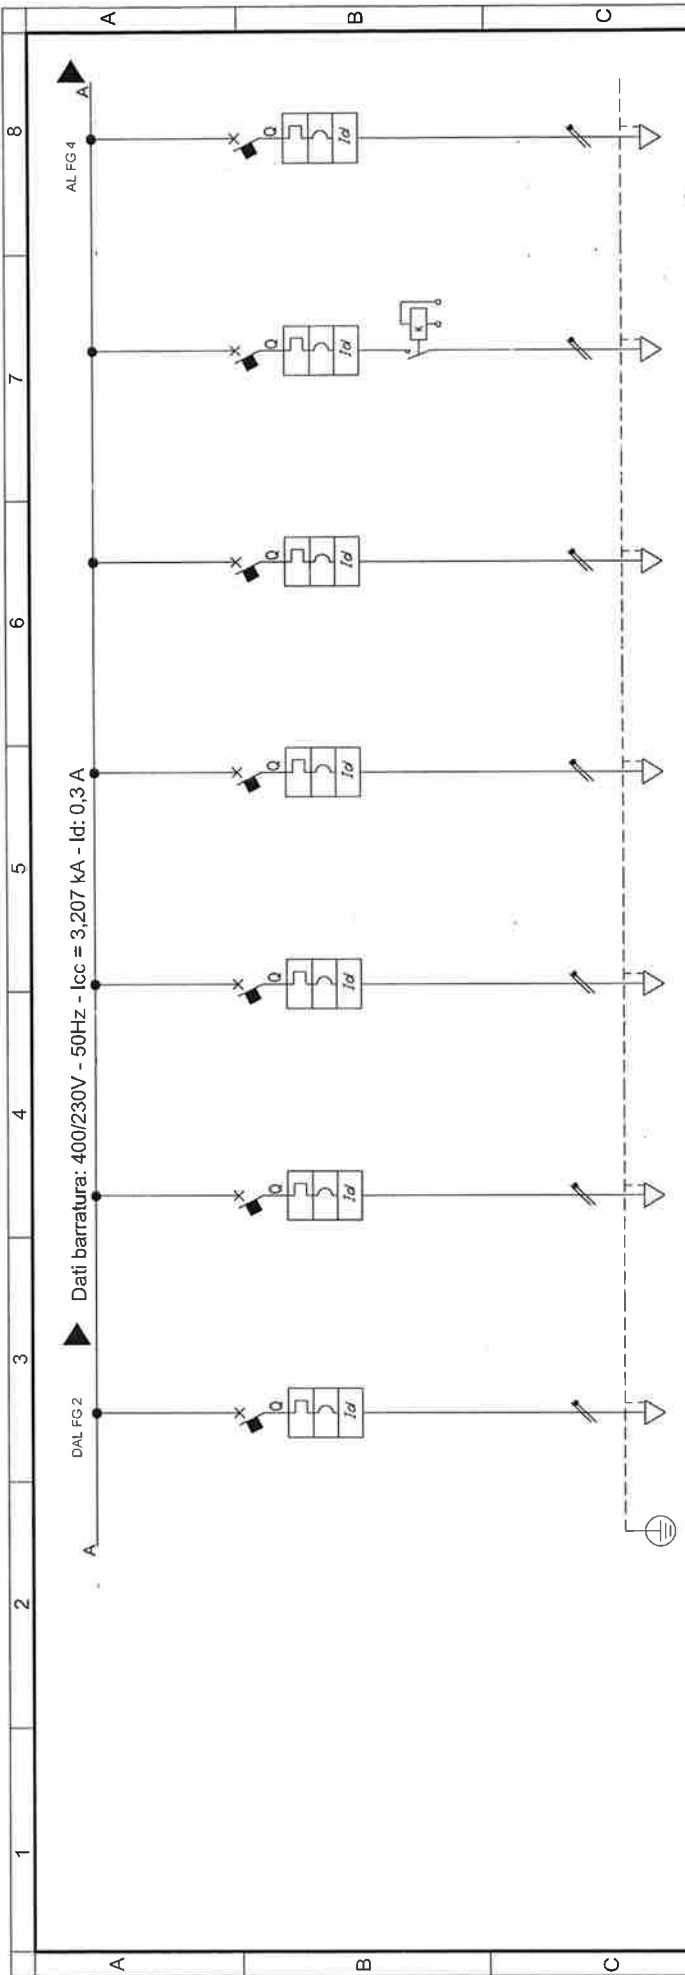 1 2 3 4 5 6 7 8
A A
B B
C C
DAL FG 2
AL FG 4
Dati barratura: 400/230V - 50Hz - Icc = 3,207 kA - Id: 0,3 A
A A
Q Q Q Q Q Q Q
Id Id Id Id Id Id Id
K